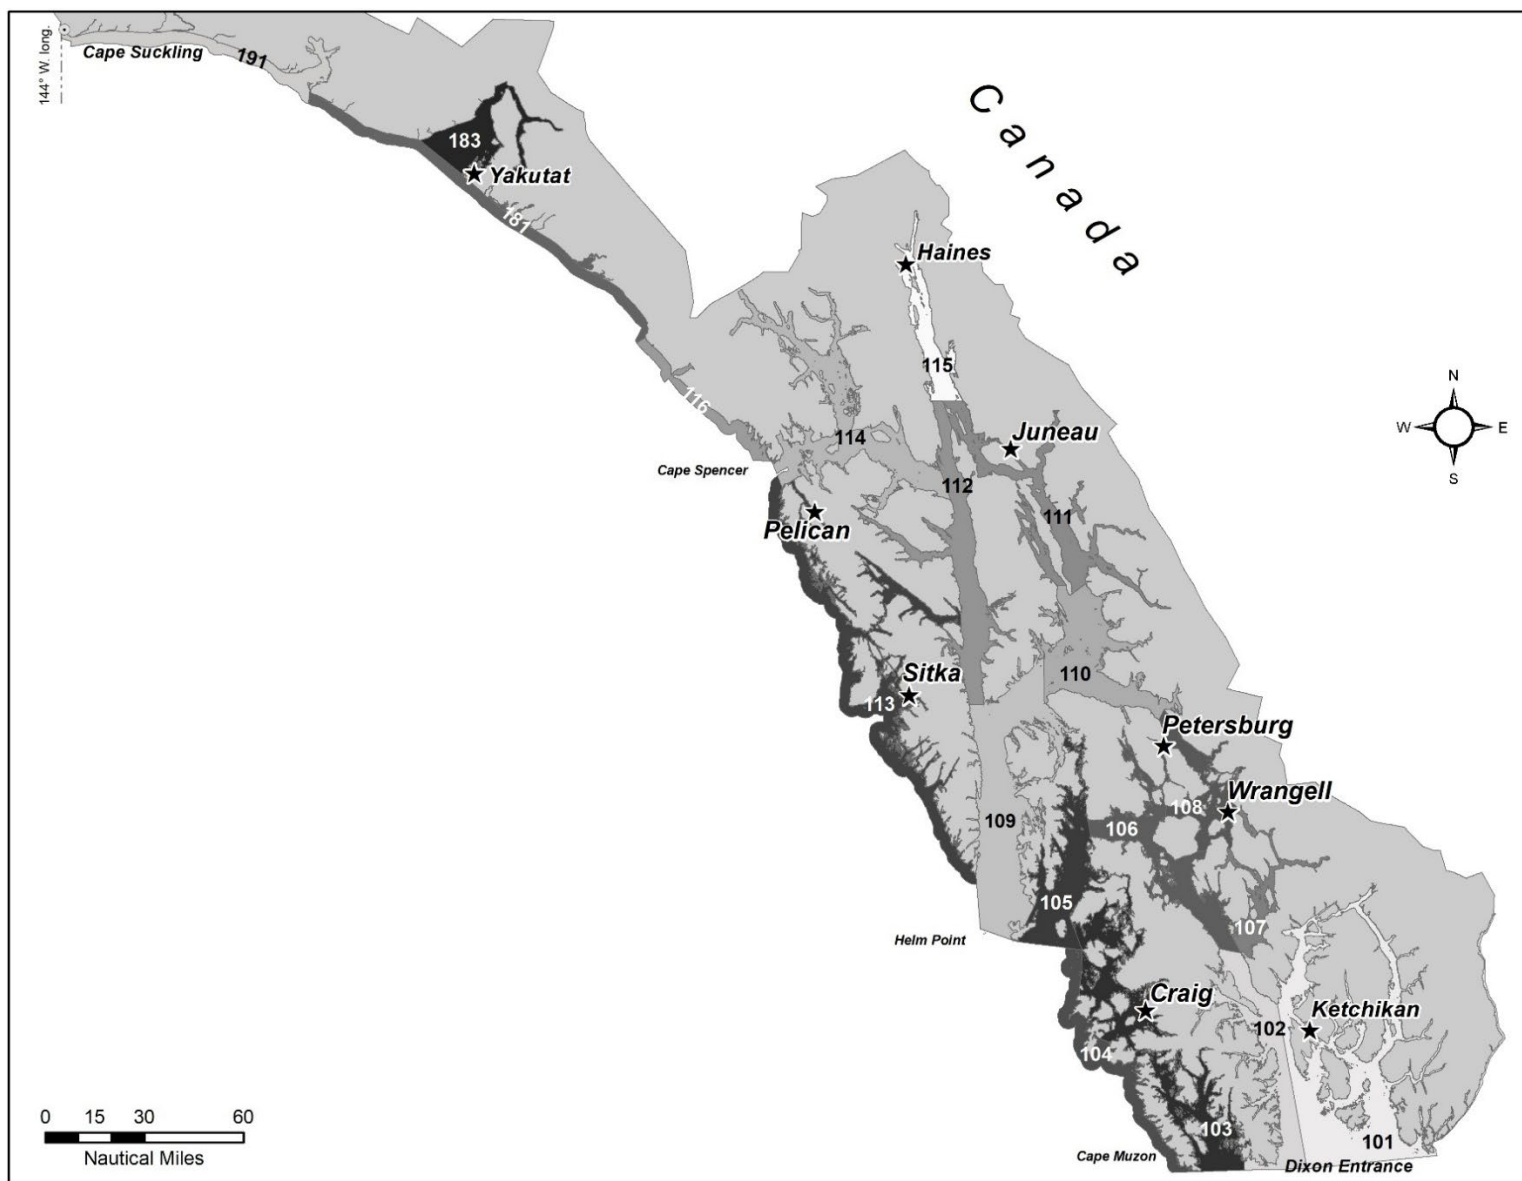 144° W. long.
Cape Suckling
191
Canada
183
Yakutat
181
Haines
115
116
N
W E
S
Juneau
114
Cape Spencer
112
Pelican
111
Sitka
110
113
Petersburg
Wrangell
108
109
106
105
107
Helm Point
Craig
Ketchikan
102
104
0 15 30 60
Nautical Miles
103
101
Cape Muzon
Dixon Entrance